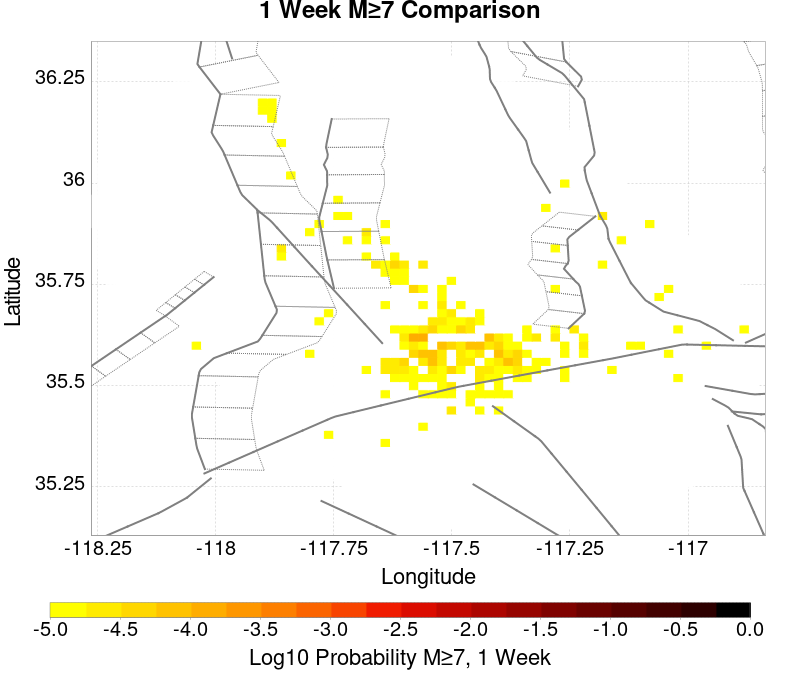 1 Week M≥7 Comparison
36.25
36
35.75
35.5
35.25
Latitude
-118.25 -118 -117.75 -117.5 -117.25 -117
Longitude
-5.0 -4.5 -4.0 -3.5 -3.0 -2.5 -2.0 -1.5 -1.0 -0.5 0.0
Log10 Probability M≥7, 1 Week